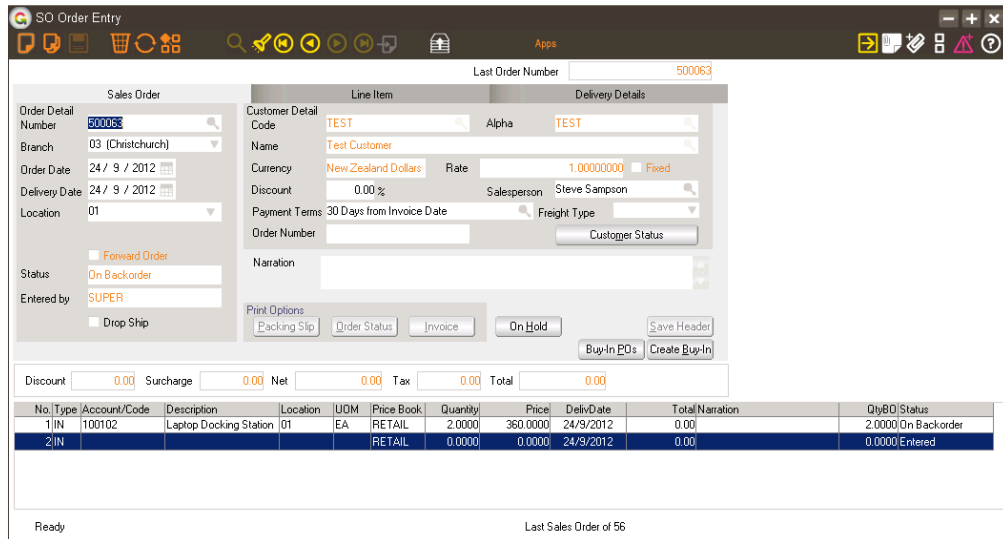 SO Order Entry
Apps
Last Order Number 500063
Sales Order Line Item Delivery Details
Order Detail
Number 500063
Branch 03 (Christchurch)
Order Date 24 / 9 / 2012
Delivery Date 24 / 9 / 2012
Location 01
Forward Order
Status On Backorder
Entered by SUPER
Drop Ship
Customer Detail
Code TEST Alpha TEST
Name Test Customer
Currency New Zealand Dollars Rate 1.00000000 Fixed
Discount 0.00 % Salesperson Steve Sampson
Payment Terms 30 Days from Invoice Date Freight Type
Order Number Customer Status
Narration
Print Options
Packing Slip Order Status Invoice On Hold Save Header
Buy-In POs Create Buy-In
Discount 0.00 Surcharge 0.00 Net 0.00 Tax 0.00 Total 0.00
No. Type Account/Code Description Location UOM Price Book Quantity Price DelivDate Total Narration QtyBO Status
1 IN 100102 Laptop Docking Station 01 EA RETAIL 2.0000 360.0000 24/9/2012 0.00 2.0000 On Backorder
2 IN RETAIL 0.0000 0.0000 24/9/2012 0.00 0.0000 Entered
Ready Last Sales Order of 56